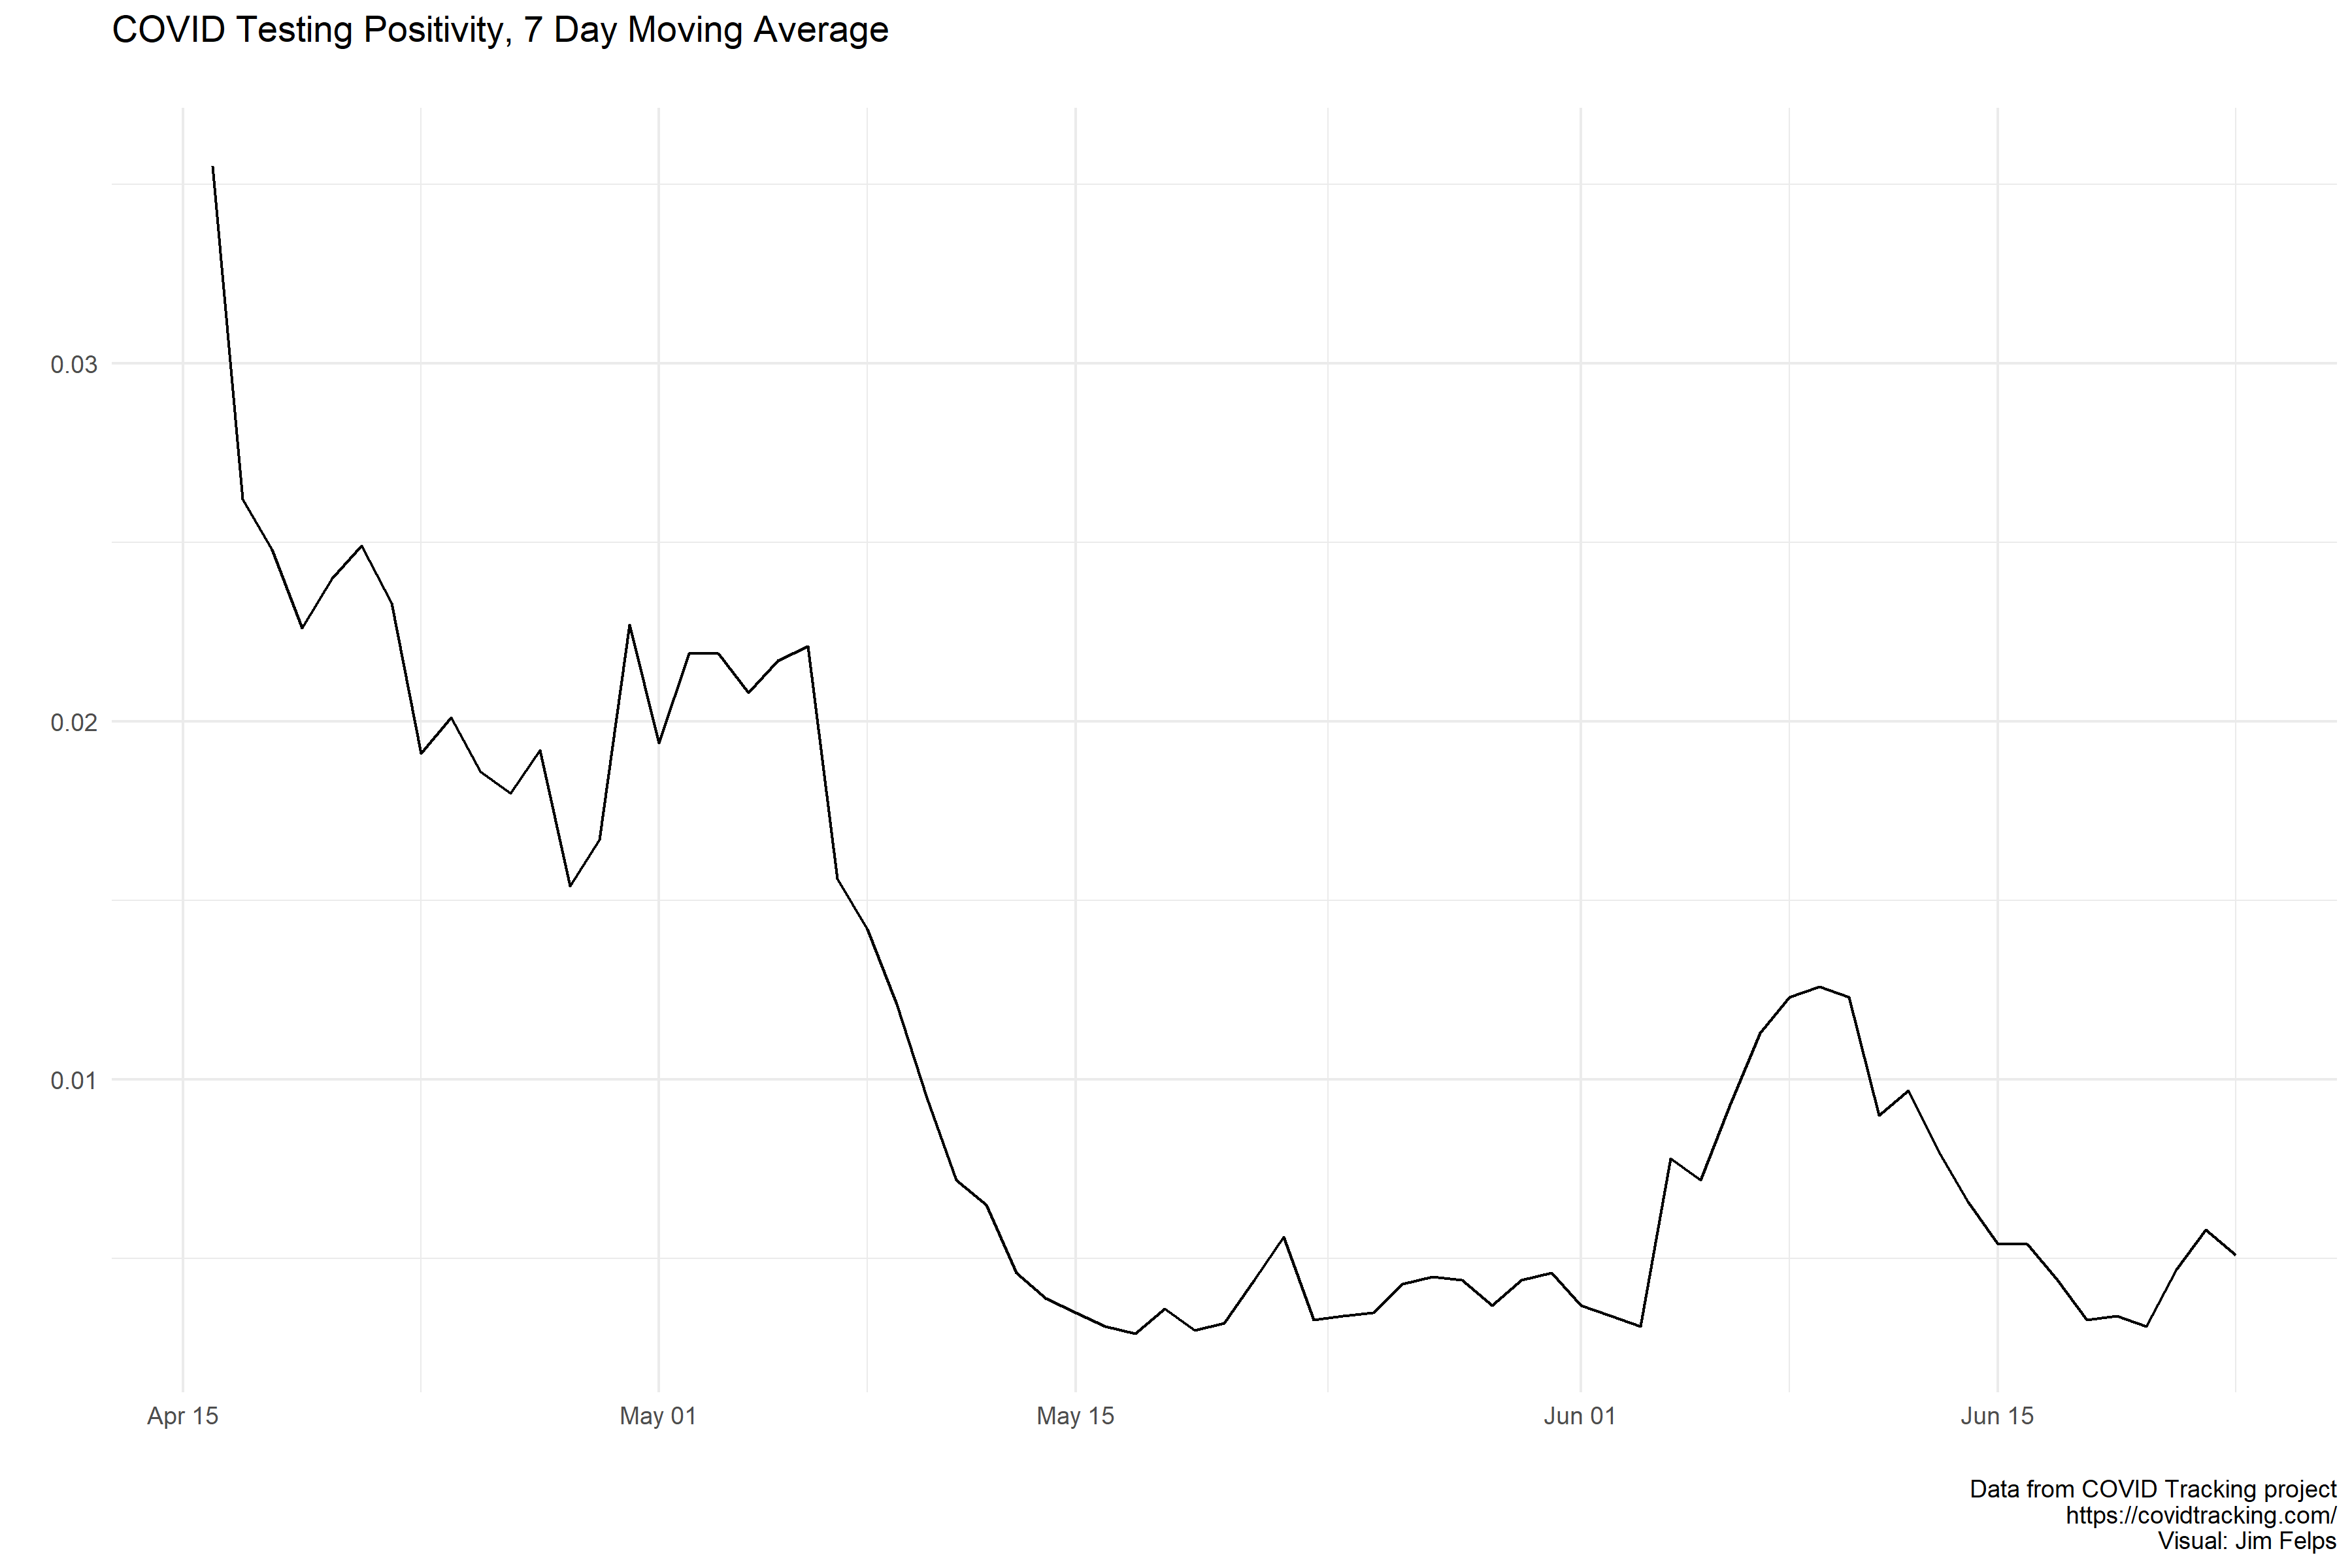 COVID Testing Positivity, 7 Day Moving Average
0.03
0.02
0.01
Apr 15 May 01 May 15 Jun 01 Jun 15
Data from COVID Tracking project
https://covidtracking.com/
Visual: Jim Felps